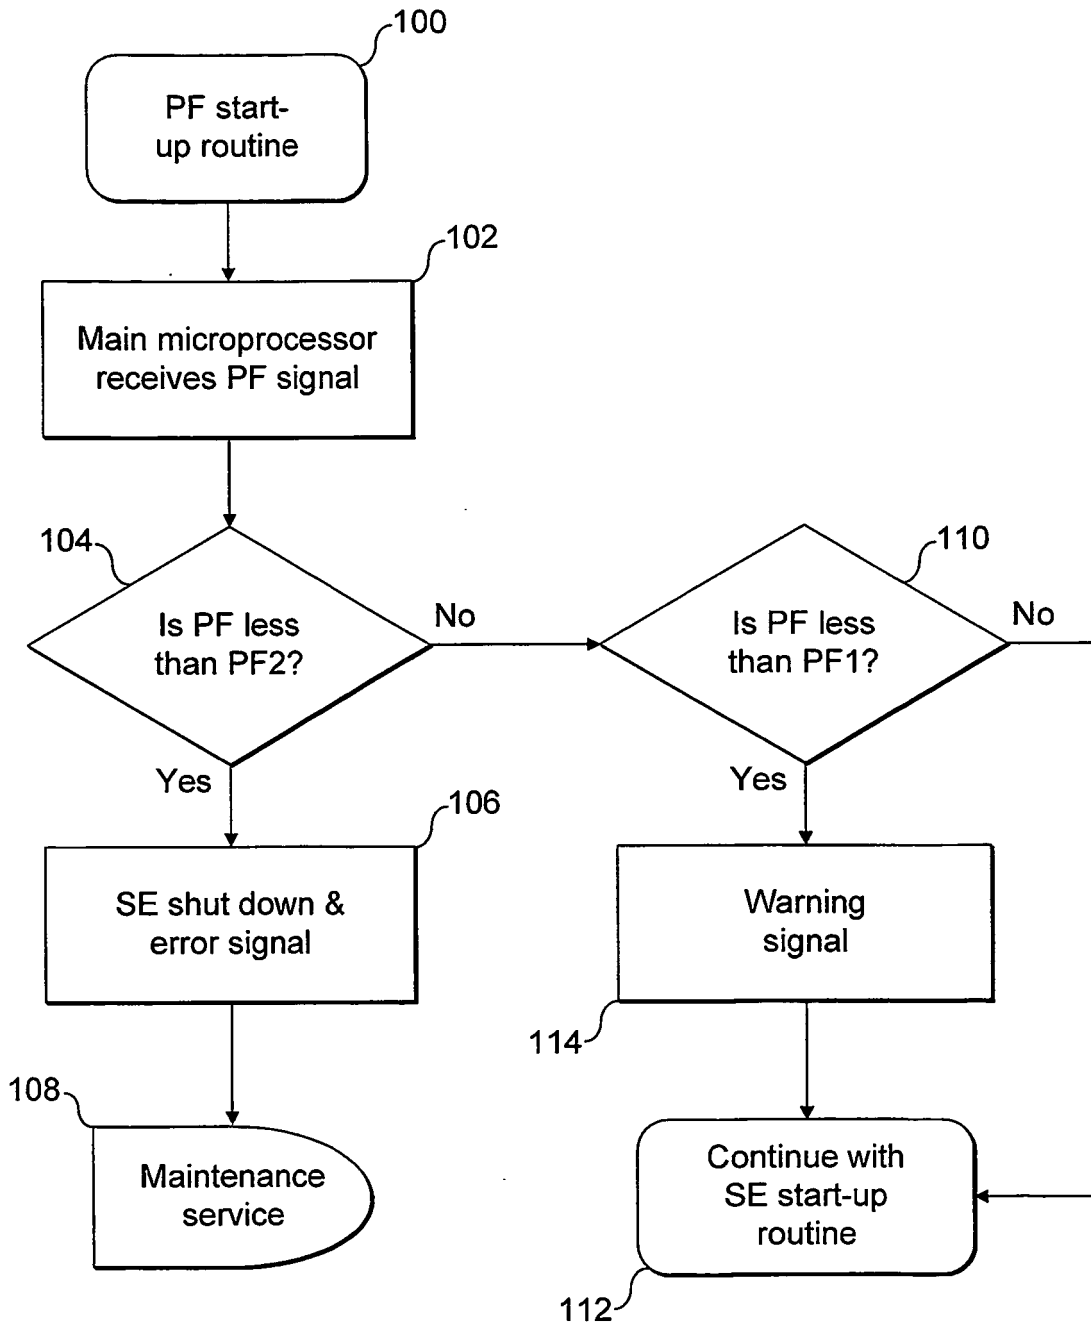 100
PF start-
up routine
102
Main microprocessor
receives PF signal
104
Is PF less
than PF2?
No
Yes
110
Is PF less
than PF1?
No
Yes
106
SE shut down &
error signal
Warning
signal
114
108
Maintenance
service
Continue with
SE start-up
routine
112